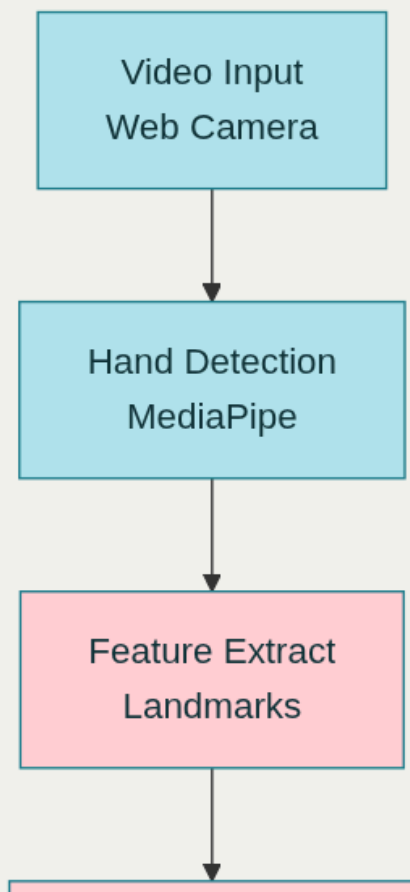 Video Input
Web Camera
Hand Detection
MediaPipe
Feature Extract
Landmarks